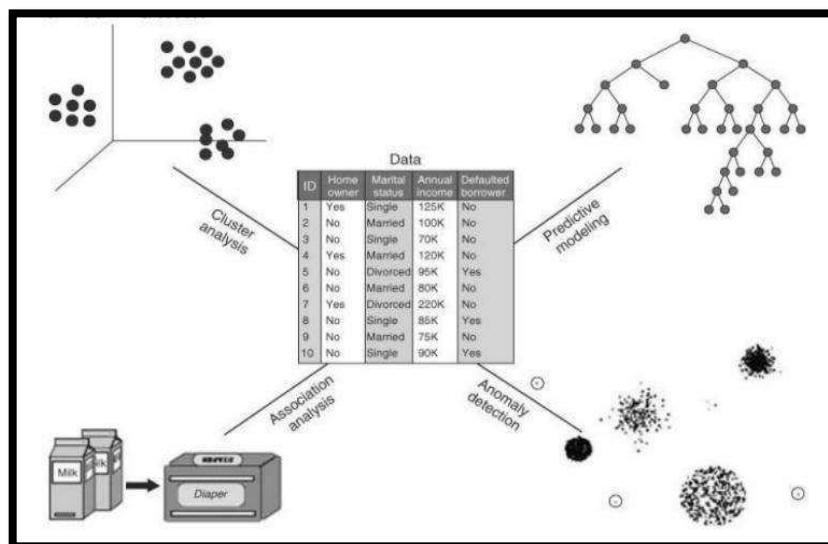 Data
ID Home owner Marital status Annual income Defaulted borrower
1 Yes Single 125K No
2 No Married 100K No
3 No Single 70K No
4 Yes Married 120K No
5 No Divorced 95K Yes
6 No Married 80K No
7 Yes Divorced 220K No
8 No Single 85K Yes
9 No Married 75K No
10 No Single 90K Yes
Cluster
analysis
Predictive
modeling
Association
analysis
Anomaly
detection
Milk
Diaper